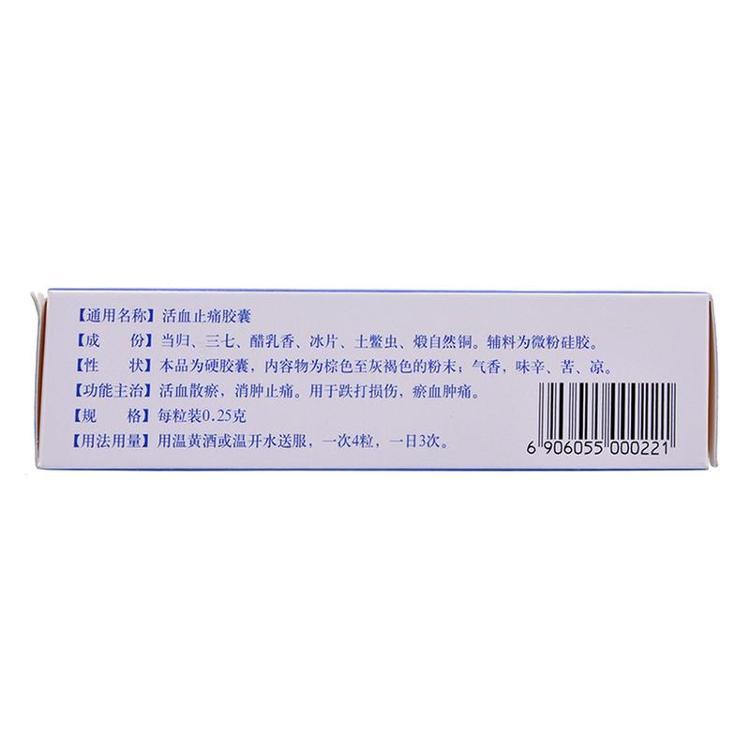 【通用名称】活血止痛胶囊
【成　　份】当归、三七、醋乳香、冰片、土鳖虫、煅自然铜。辅料为微粉硅胶。
【性　　状】本品为硬胶囊，内容物为棕色至灰褐色的粉末；气香，味辛、苦、凉。
【功能主治】活血散瘀，消肿止痛。用于跌打损伤，瘀血肿痛。
【规　　格】每粒装0.25克
【用法用量】用温黄酒或温开水送服，一次4粒，一日3次。
6 906055 000221